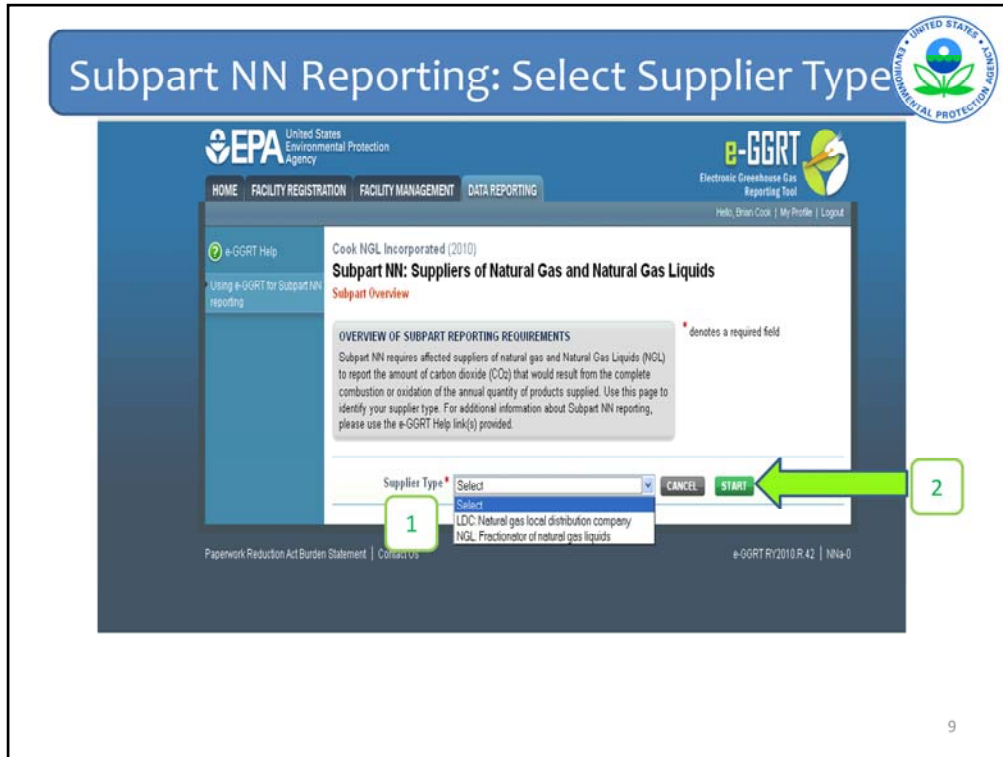 Subpart NN Reporting: Select Supplier Type
UNITED STATES
ENVIRONMENTAL PROTECTION AGENCY
EPA United States
Environmental Protection
Agency
e-GGRT
Electronic Greenhouse Gas
Reporting Tool
HOME FACILITY REGISTRATION FACILITY MANAGEMENT DATA REPORTING
Hello, Brian Cook | My Profile | Logout
e-GGRT Help
Using e-GGRT for Subpart NN
reporting
Cook NGL Incorporated (2010)
Subpart NN: Suppliers of Natural Gas and Natural Gas Liquids
Subpart Overview
OVERVIEW OF SUBPART REPORTING REQUIREMENTS
Subpart NN requires affected suppliers of natural gas and Natural Gas Liquids (NGL)
to report the amount of carbon dioxide (CO2) that would result from the complete
combustion or oxidation of the annual quantity of products supplied. Use this page to
identify your supplier type. For additional information about Subpart NN reporting,
please use the e-GGRT Help link(s) provided.
* denotes a required field
Supplier Type* Select CANCEL START
Select
LDC: Natural gas local distribution company
NGL: Fractionator of natural gas liquids
1
2
Paperwork Reduction Act Burden Statement | Contact Us
e-GGRT RY2010.R.42 | NNa-0
9